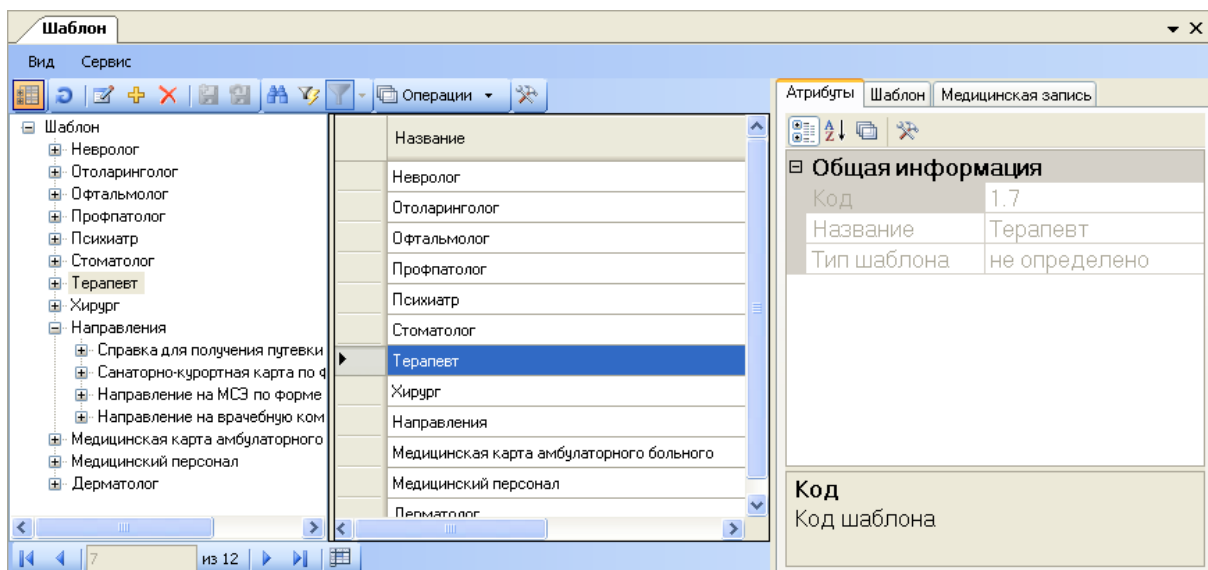 Шаблон
Вид Сервис
Операции
Шаблон
Невролог
Отоларинголог
Офтальмолог
Профпатолог
Психиатр
Стоматолог
Терапевт
Хирург
Направления
Справка для получения путевки
Санаторно-курортная карта по ф
Направление на МСЭ по форме
Направление на врачебную ком
Медицинская карта амбулаторного
Медицинский персонал
Дерматолог
Название
Невролог
Отоларинголог
Офтальмолог
Профпатолог
Психиатр
Стоматолог
Терапевт
Хирург
Направления
Медицинская карта амбулаторного больного
Медицинский персонал
Дерматолог
7 из 12
Атрибуты Шаблон Медицинская запись
Общая информация
Код 1.7
Название Терапевт
Тип шаблона не определено
Код
Код шаблона